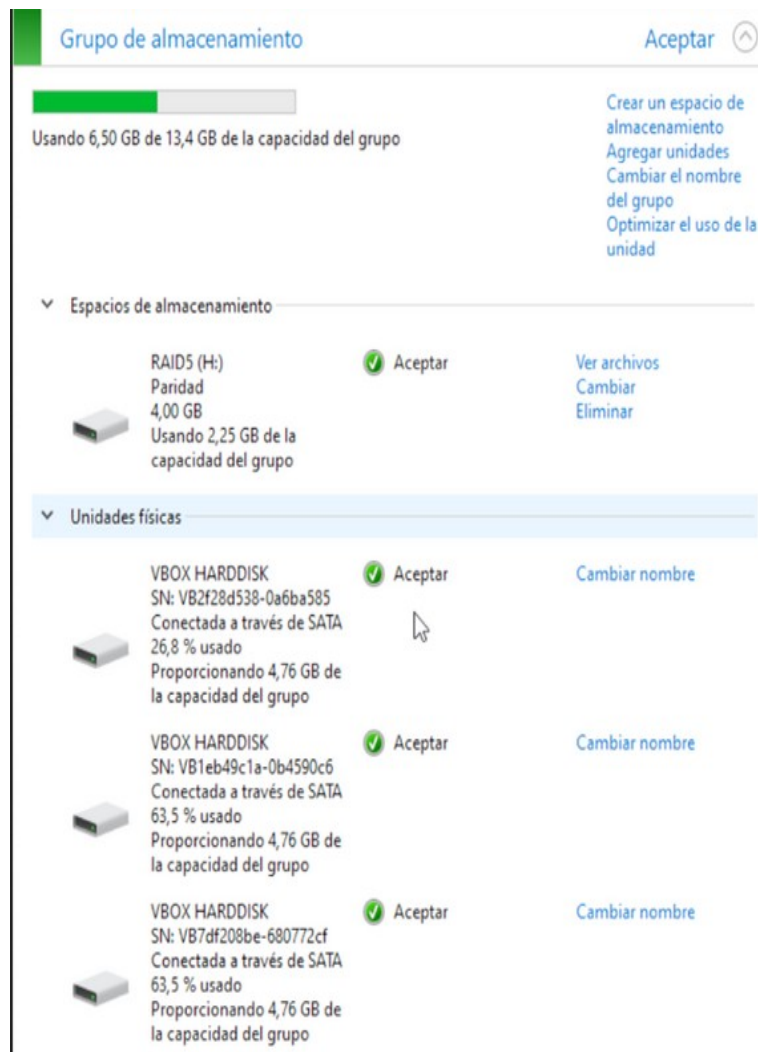 Grupo de almacenamiento
Aceptar
Usando 6,50 GB de 13,4 GB de la capacidad del grupo
Crear un espacio de
almacenamiento
Agregar unidades
Cambiar el nombre
del grupo
Optimizar el uso de la
unidad
Espacios de almacenamiento
RAID5 (H:)
Paridad
4,00 GB
Usando 2,25 GB de la
capacidad del grupo
Aceptar
Ver archivos
Cambiar
Eliminar
Unidades físicas
VBOX HARDDISK
SN: VB2f28d538-0a6ba585
Conectada a través de SATA
26,8 % usado
Proporcionando 4,76 GB de
la capacidad del grupo
Aceptar
Cambiar nombre
VBOX HARDDISK
SN: VB1eb49c1a-0b4590c6
Conectada a través de SATA
63,5 % usado
Proporcionando 4,76 GB de
la capacidad del grupo
Aceptar
Cambiar nombre
VBOX HARDDISK
SN: VB7df208be-680772cf
Conectada a través de SATA
63,5 % usado
Proporcionando 4,76 GB de
la capacidad del grupo
Aceptar
Cambiar nombre